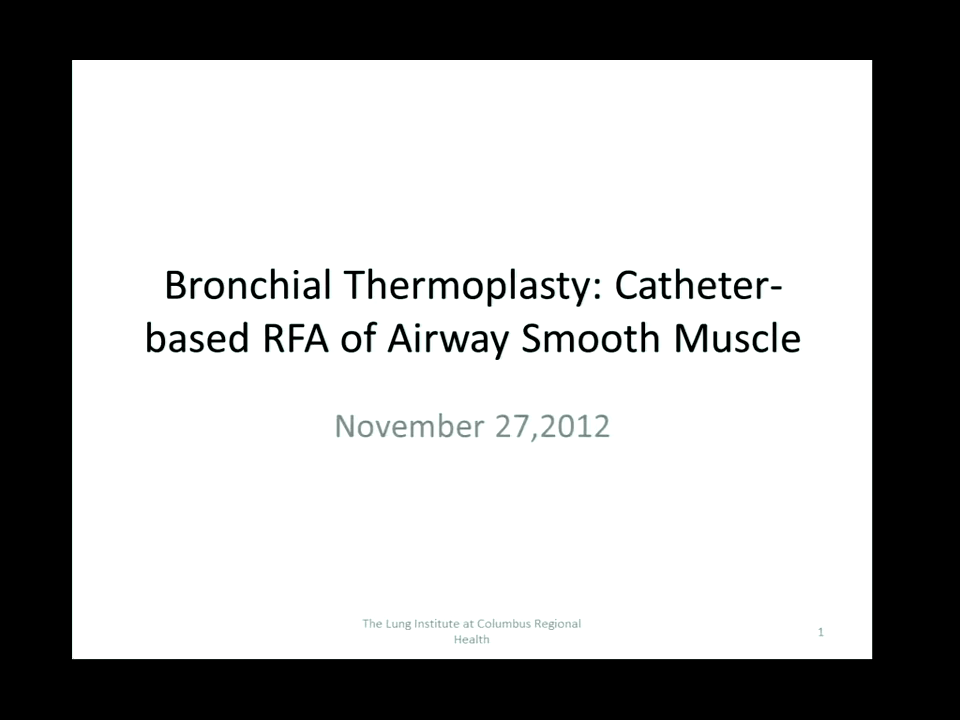 Bronchial Thermoplasty: Catheter-
based RFA of Airway Smooth Muscle
November 27,2012
The Lung Institute at Columbus Regional
Health
1